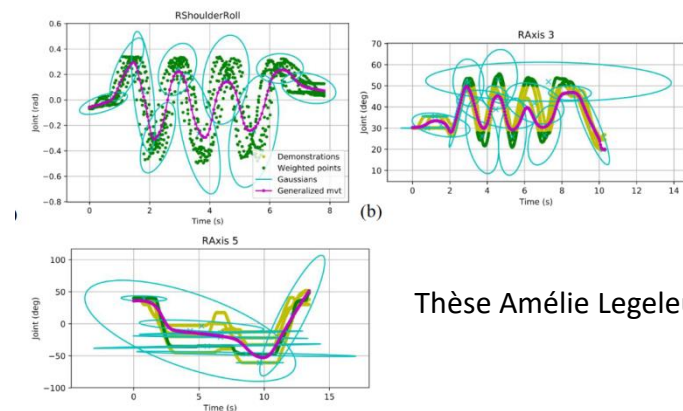 RShoulderRoll
0.6
0.4
0.2
0.0
−0.2
−0.4
−0.6
−0.8
Joint (rad)
0
2
4
6
8
Time (s)
Demonstrations
Weighted points
Gaussians
Generalized mvt
(b)
RAxis 3
70
60
50
40
30
20
10
Joint (deg)
0
2
4
6
8
10
12
14
Time (s)
RAxis 5
100
50
0
−50
−100
Joint (deg)
0
5
10
15
Time (s)
Thèse Amélie